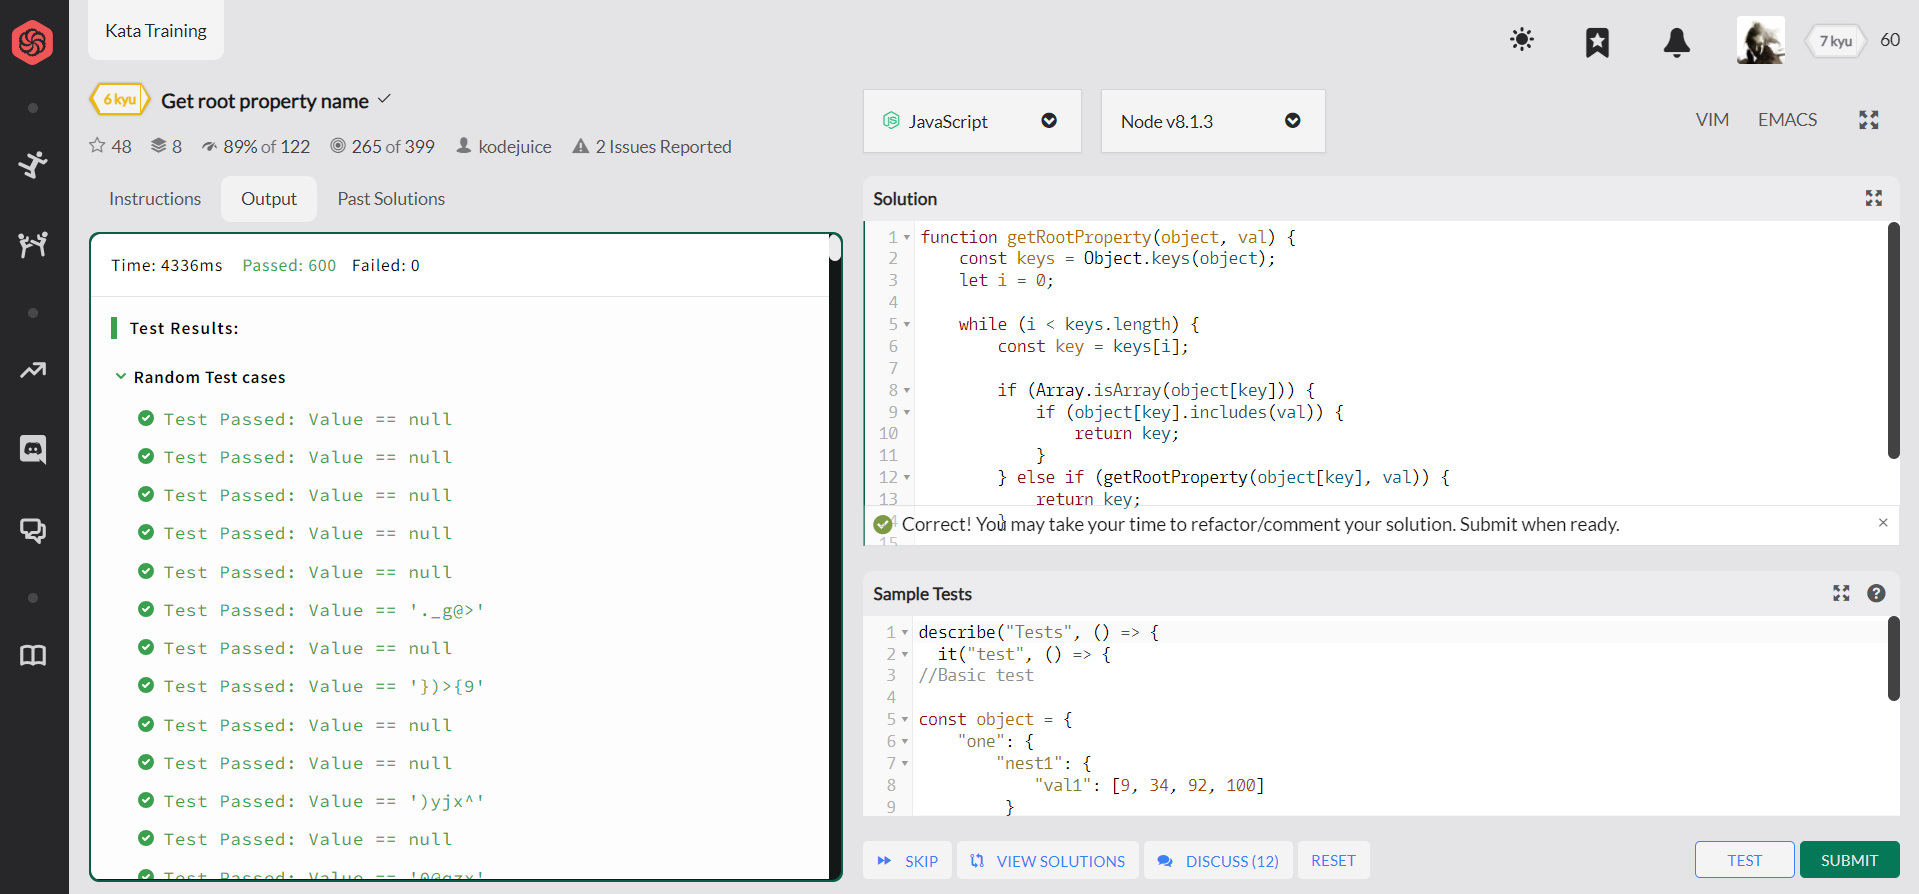 Kata Training
7 kyu 60
6 kyu Get root property name
48 8 89% of 122 265 of 399 kodejuice 2 Issues Reported
JavaScript Node v8.1.3 VIM EMACS
Instructions Output Past Solutions
Time: 4336ms Passed: 600 Failed: 0
Test Results:
Random Test cases
Test Passed: Value == null
Test Passed: Value == null
Test Passed: Value == null
Test Passed: Value == null
Test Passed: Value == null
Test Passed: Value == '._g@>'
Test Passed: Value == null
Test Passed: Value == '})>{9'
Test Passed: Value == null
Test Passed: Value == null
Test Passed: Value == ')yjx^'
Test Passed: Value == null
Test Passed: Value ==
Solution
1 function getRootProperty(object, val) {
2 const keys = Object.keys(object);
3 let i = 0;
4
5 while (i < keys.length) {
6 const key = keys[i];
7
8 if (Array.isArray(object[key])) {
9 if (object[key].includes(val)) {
10 return key;
11 }
12 } else if (getRootProperty(object[key], val)) {
13 return key;
14 }
15
Correct! You may take your time to refactor/comment your solution. Submit when ready. ×
Sample Tests
1 describe("Tests", () => {
2 it("test", () => {
3 //Basic test
4
5 const object = {
6 "one": {
7 "nest1": {
8 "val1": [9, 34, 92, 100]
9 }
SKIP VIEW SOLUTIONS DISCUSS (12) RESET TEST SUBMIT